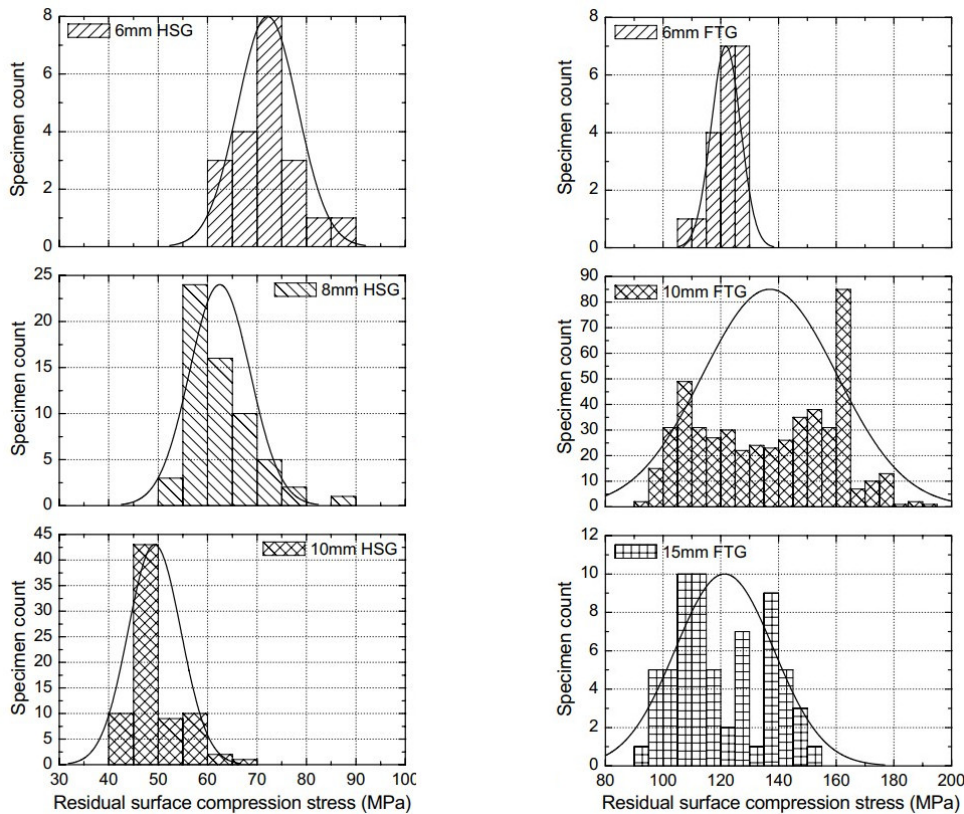 8
6
4
2
0
Specimen count
6mm HSG
25
20
15
10
5
0
Specimen count
8mm HSG
45
40
35
30
25
20
15
10
5
0
Specimen count
10mm HSG
30 40 50 60 70 80 90 100
Residual surface compression stress (MPa)
8
6
4
2
0
Specimen count
6mm FTG
90
85
80
70
60
50
40
30
20
10
0
Specimen count
10mm FTG
12
10
8
6
4
2
0
Specimen count
15mm FTG
80 100 120 140 160 180 200
Residual surface compression stress (MPa)